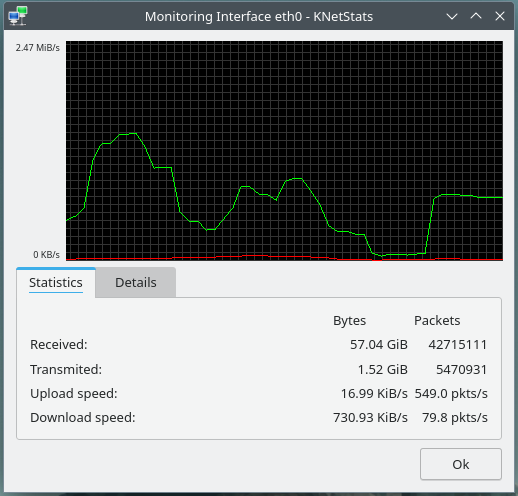 Monitoring Interface eth0 - KNetStats
2.47 MiB/s
0 KB/s
Statistics Details
Bytes Packets
Received: 57.04 GiB 42715111
Transmited: 1.52 GiB 5470931
Upload speed: 16.99 KiB/s 549.0 pkts/s
Download speed: 730.93 KiB/s 79.8 pkts/s
Ok